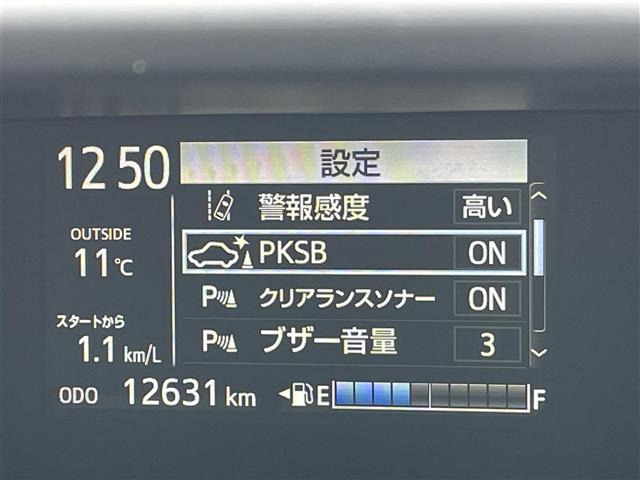 12 50
設定
警報感度 高い
OUTSIDE
11℃
PKSB ON
P クリアランスソナー ON
スタートから
1.1 km/L
P ブザー音量 3
ODO 12631 km E F